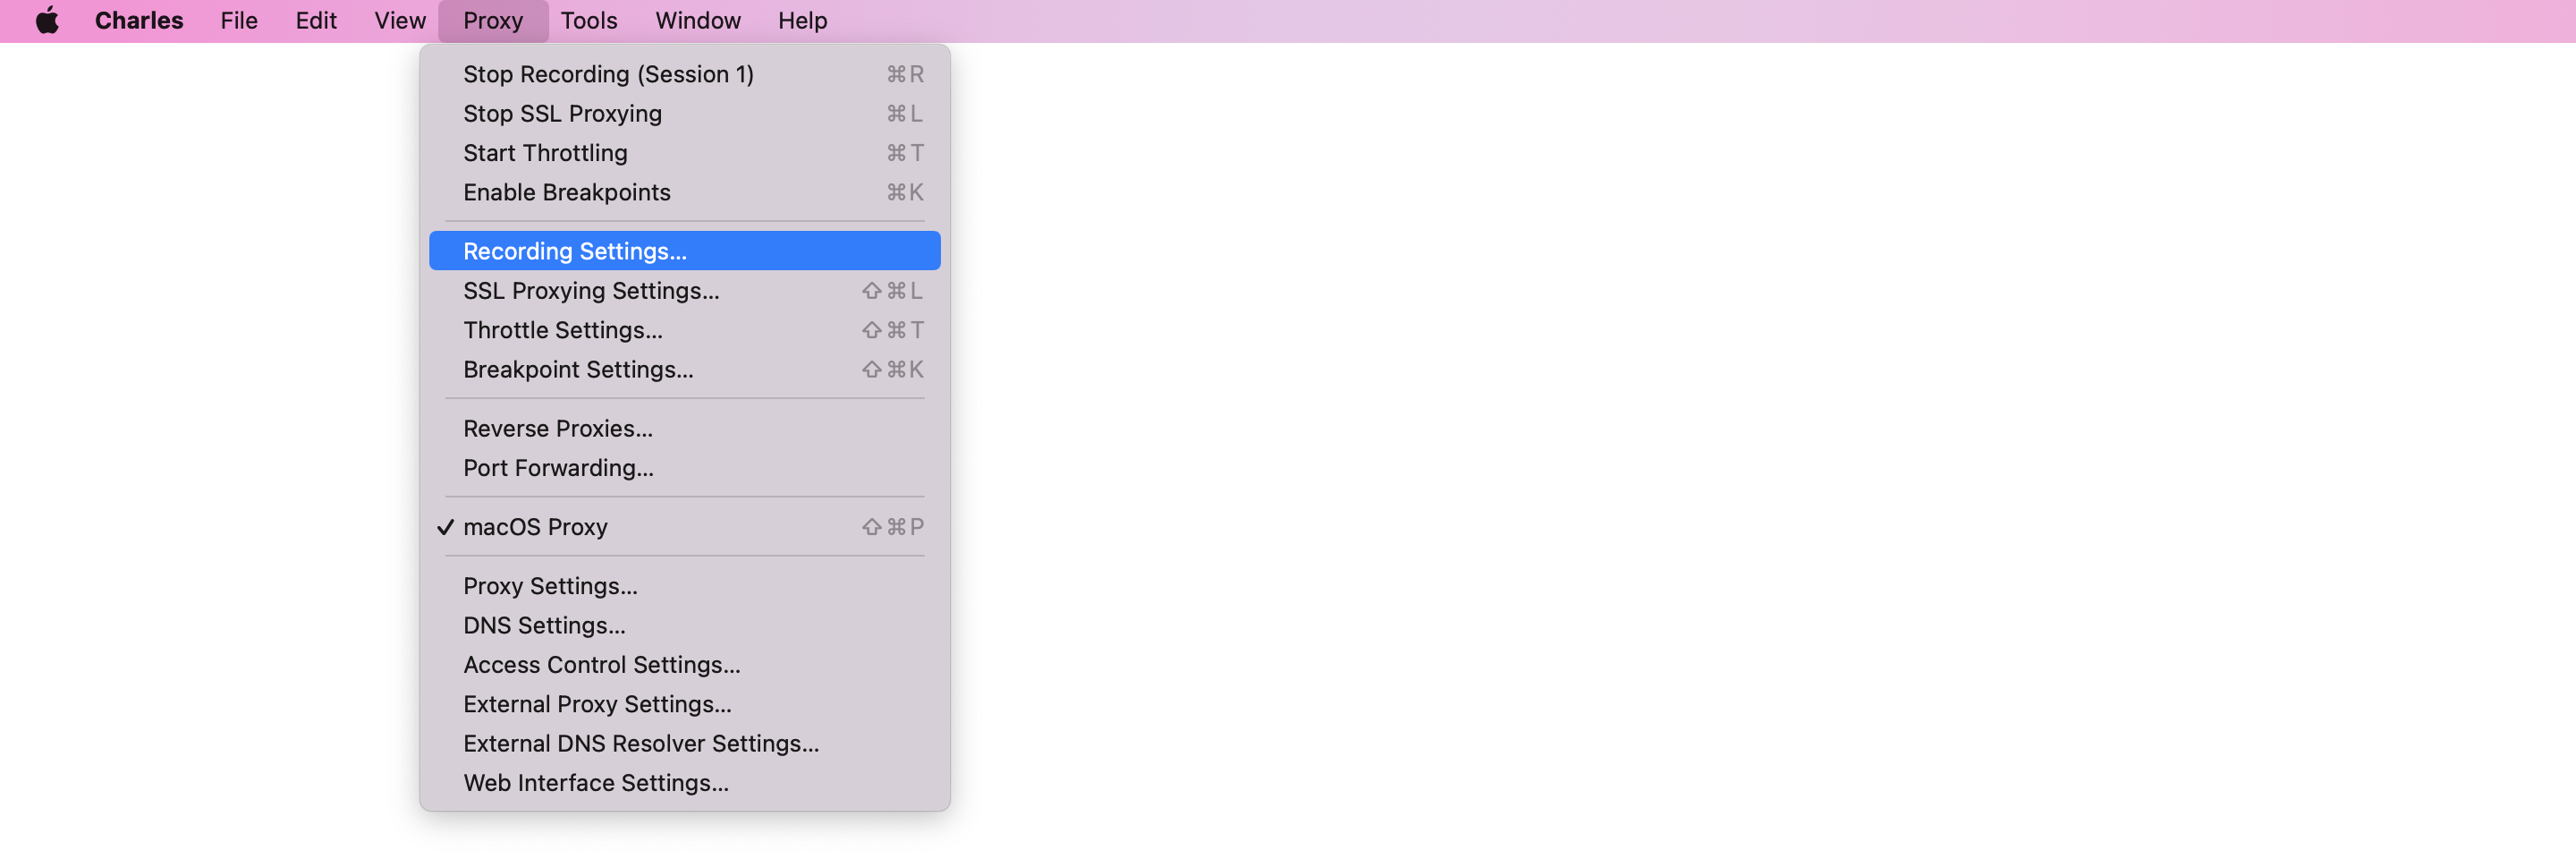 Charles File Edit View Proxy Tools Window Help
Stop Recording (Session 1) ⌘R
Stop SSL Proxying ⌘L
Start Throttling ⌘T
Enable Breakpoints ⌘K
Recording Settings...
SSL Proxying Settings... ⇧⌘L
Throttle Settings... ⇧⌘T
Breakpoint Settings... ⇧⌘K
Reverse Proxies...
Port Forwarding...
✓ macOS Proxy ⇧⌘P
Proxy Settings...
DNS Settings...
Access Control Settings...
External Proxy Settings...
External DNS Resolver Settings...
Web Interface Settings...